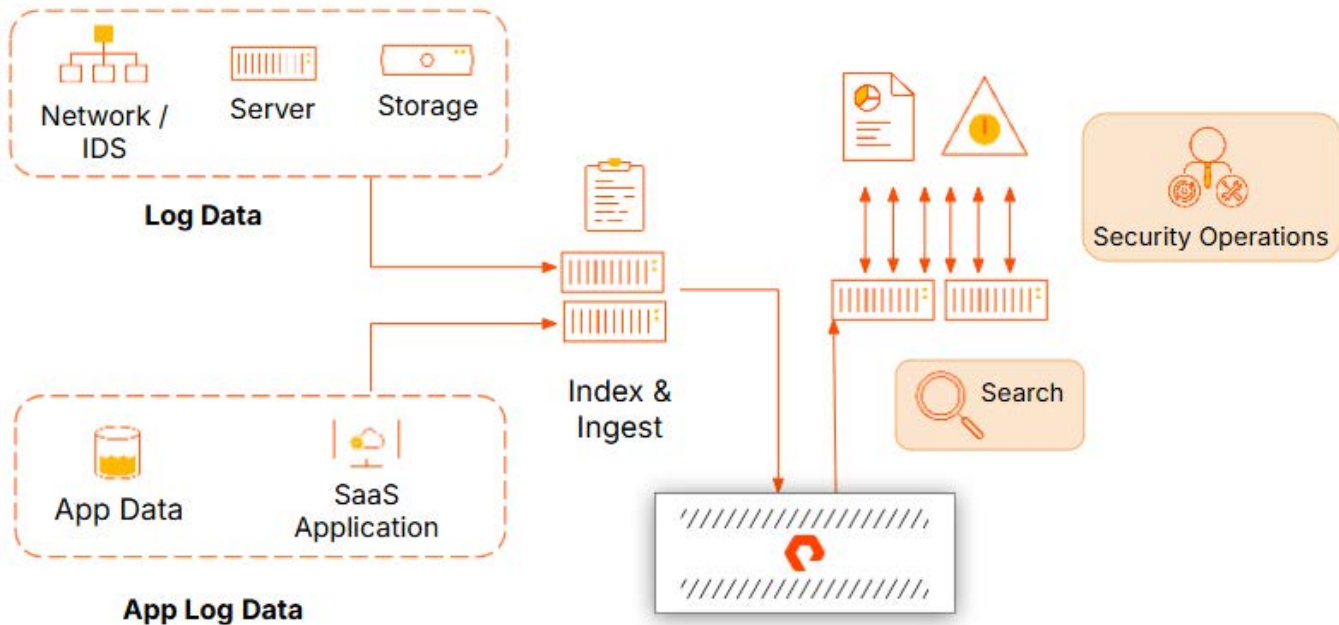 Network /
IDS
Server
Storage
Log Data
Security Operations
Index &
Ingest
Search
App Data
SaaS
Application
App Log Data